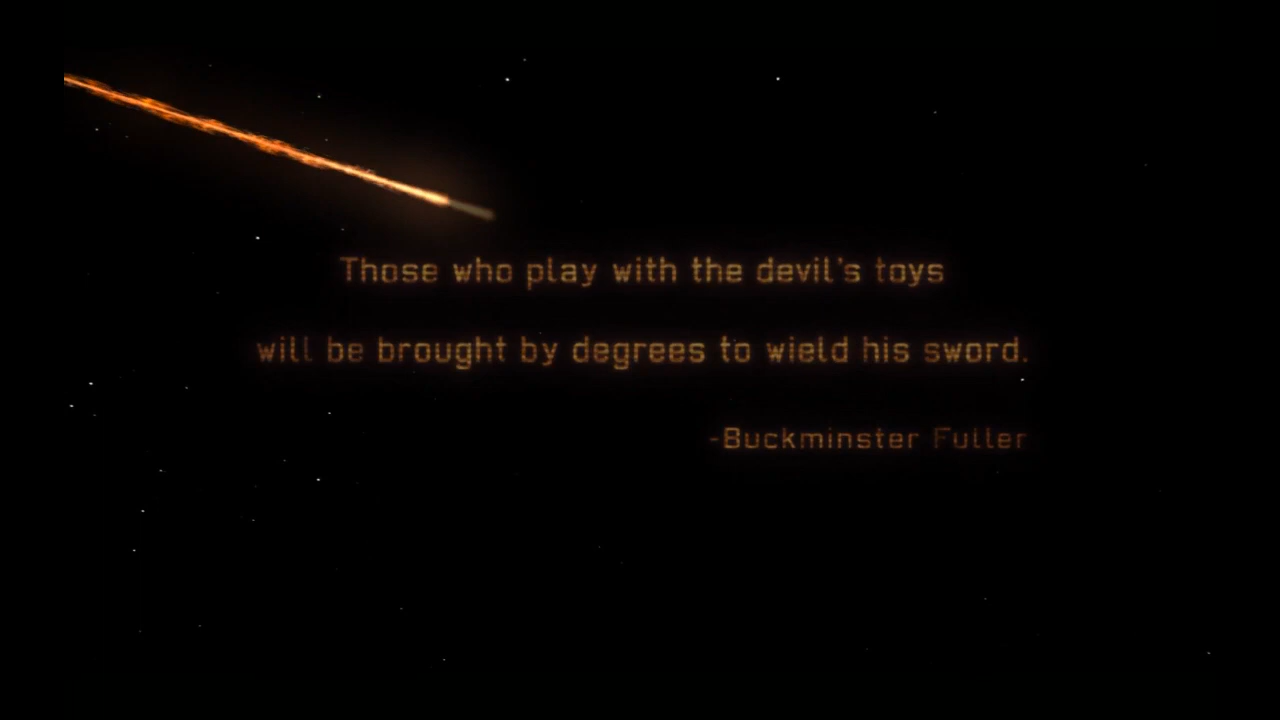 Those who play with the devil's toys
will be brought by degrees to wield his sword.
-Buckminster Fuller